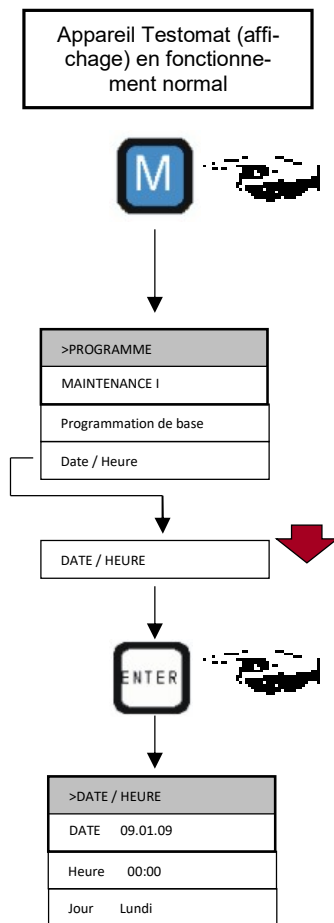 Appareil Testomat (affi-
chage) en fonctionne-
ment normal
M
>PROGRAMME
MAINTENANCE I
Programmation de base
Date / Heure
DATE / HEURE
ENTER
>DATE / HEURE
DATE 09.01.09
Heure 00:00
Jour Lundi